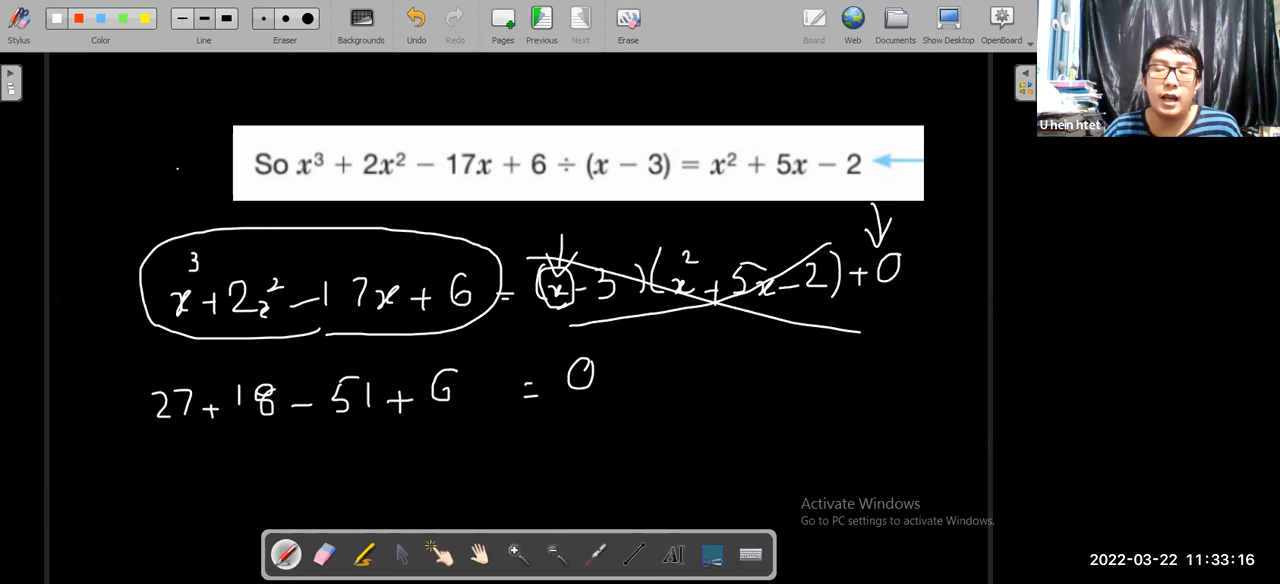 Stylus Color Line Eraser Backgrounds Undo Redo Pages Previous Next Erase Board Web Documents Show Desktop OpenBoard
U hein htet
So x³ + 2x² − 17x + 6 ÷ (x − 3) = x² + 5x − 2
x³ + 2x² − 17x + 6 = (x − 3)(x² + 5x − 2) + 0
27 + 18 − 51 + 6 = 0
Activate Windows
Go to PC settings to activate Windows.
AI
2022-03-22 11:33:16